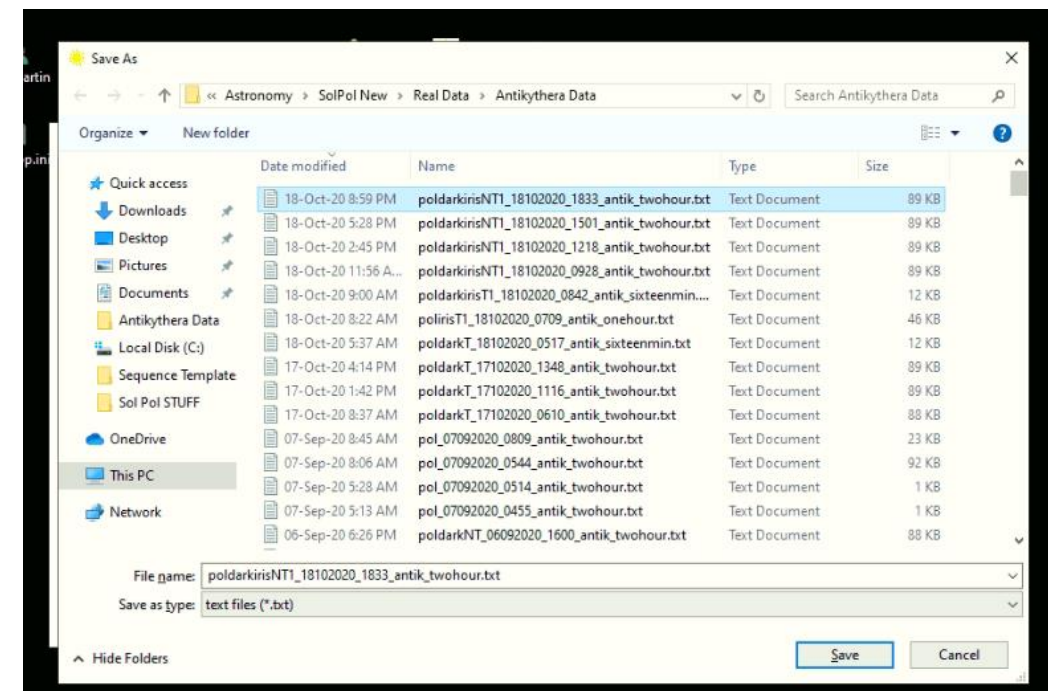 artin
p.ini
Save As
« Astronomy › SolPol New › Real Data › Antikythera Data
Search Antikythera Data
Organize
New folder
Date modified Name Type Size
Quick access
Downloads
Desktop
Pictures
Documents
Antikythera Data
Local Disk (C:)
Sequence Template
Sol Pol STUFF
OneDrive
This PC
Network
18-Oct-20 8:59 PM poldarkirisNT1_18102020_1833_antik_twohour.txt Text Document 89 KB
18-Oct-20 5:28 PM poldarkirisNT1_18102020_1501_antik_twohour.txt Text Document 89 KB
18-Oct-20 2:45 PM poldarkirisNT1_18102020_1218_antik_twohour.txt Text Document 89 KB
18-Oct-20 11:56 A... poldarkirisNT1_18102020_0928_antik_twohour.txt Text Document 89 KB
18-Oct-20 9:00 AM poldarkirisT1_18102020_0842_antik_sixteenmin.... Text Document 12 KB
18-Oct-20 8:22 AM polirisT1_18102020_0709_antik_onehour.txt Text Document 46 KB
18-Oct-20 5:37 AM poldarkT_18102020_0517_antik_sixteenmin.txt Text Document 12 KB
17-Oct-20 4:14 PM poldarkT_17102020_1348_antik_twohour.txt Text Document 89 KB
17-Oct-20 1:42 PM poldarkT_17102020_1116_antik_twohour.txt Text Document 89 KB
17-Oct-20 8:37 AM poldarkT_17102020_0610_antik_twohour.txt Text Document 88 KB
07-Sep-20 8:45 AM pol_07092020_0809_antik_twohour.txt Text Document 23 KB
07-Sep-20 8:06 AM pol_07092020_0544_antik_twohour.txt Text Document 92 KB
07-Sep-20 5:28 AM pol_07092020_0514_antik_twohour.txt Text Document 1 KB
07-Sep-20 5:13 AM pol_07092020_0455_antik_twohour.txt Text Document 1 KB
06-Sep-20 6:26 PM poldarkNT_06092020_1600_antik_twohour.txt Text Document 88 KB
File name: poldarkirisNT1_18102020_1833_antik_twohour.txt
Save as type: text files (*.txt)
Hide Folders
Save
Cancel